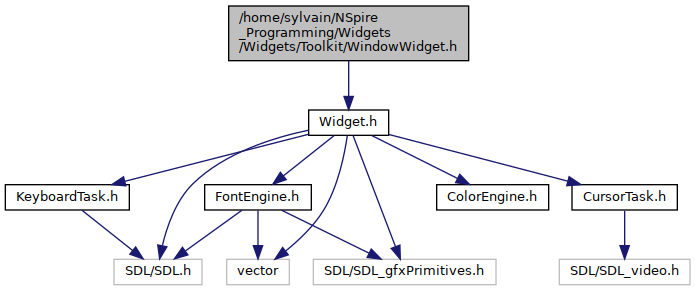 /home/sylvain/NSpire
_Programming/Widgets
/Widgets/Toolkit/WindowWidget.h
Widget.h
KeyboardTask.h
FontEngine.h
ColorEngine.h
CursorTask.h
SDL/SDL.h
vector
SDL/SDL_gfxPrimitives.h
SDL/SDL_video.h